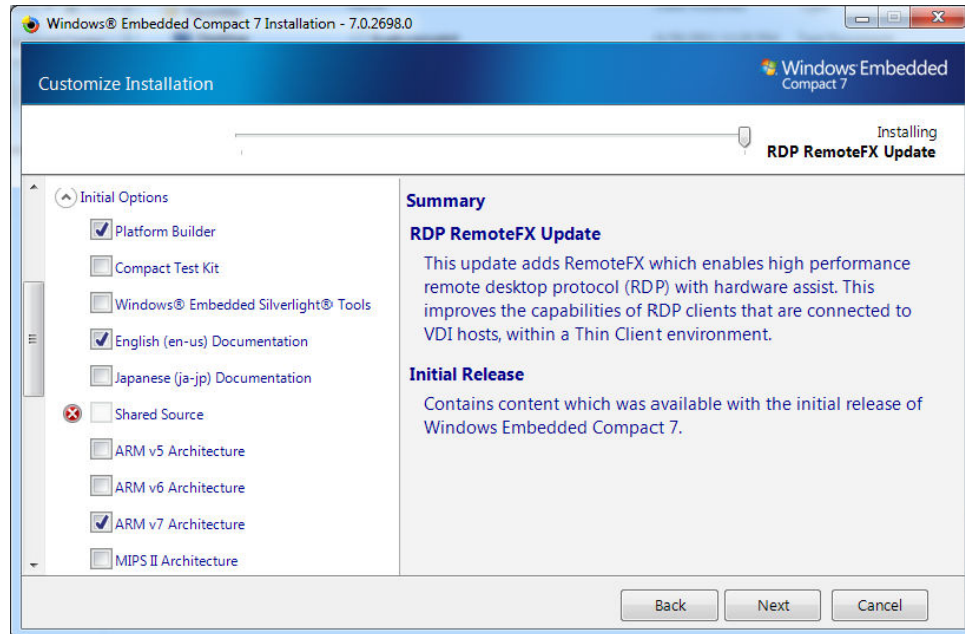 Windows® Embedded Compact 7 Installation - 7.0.2698.0
Customize Installation
Windows Embedded
Compact 7
Installing
RDP RemoteFX Update
Initial Options
Platform Builder
Compact Test Kit
Windows® Embedded Silverlight® Tools
English (en-us) Documentation
Japanese (ja-jp) Documentation
Shared Source
ARM v5 Architecture
ARM v6 Architecture
ARM v7 Architecture
MIPS II Architecture
Summary
RDP RemoteFX Update
This update adds RemoteFX which enables high performance
remote desktop protocol (RDP) with hardware assist. This
improves the capabilities of RDP clients that are connected to
VDI hosts, within a Thin Client environment.
Initial Release
Contains content which was available with the initial release of
Windows Embedded Compact 7.
Back
Next
Cancel